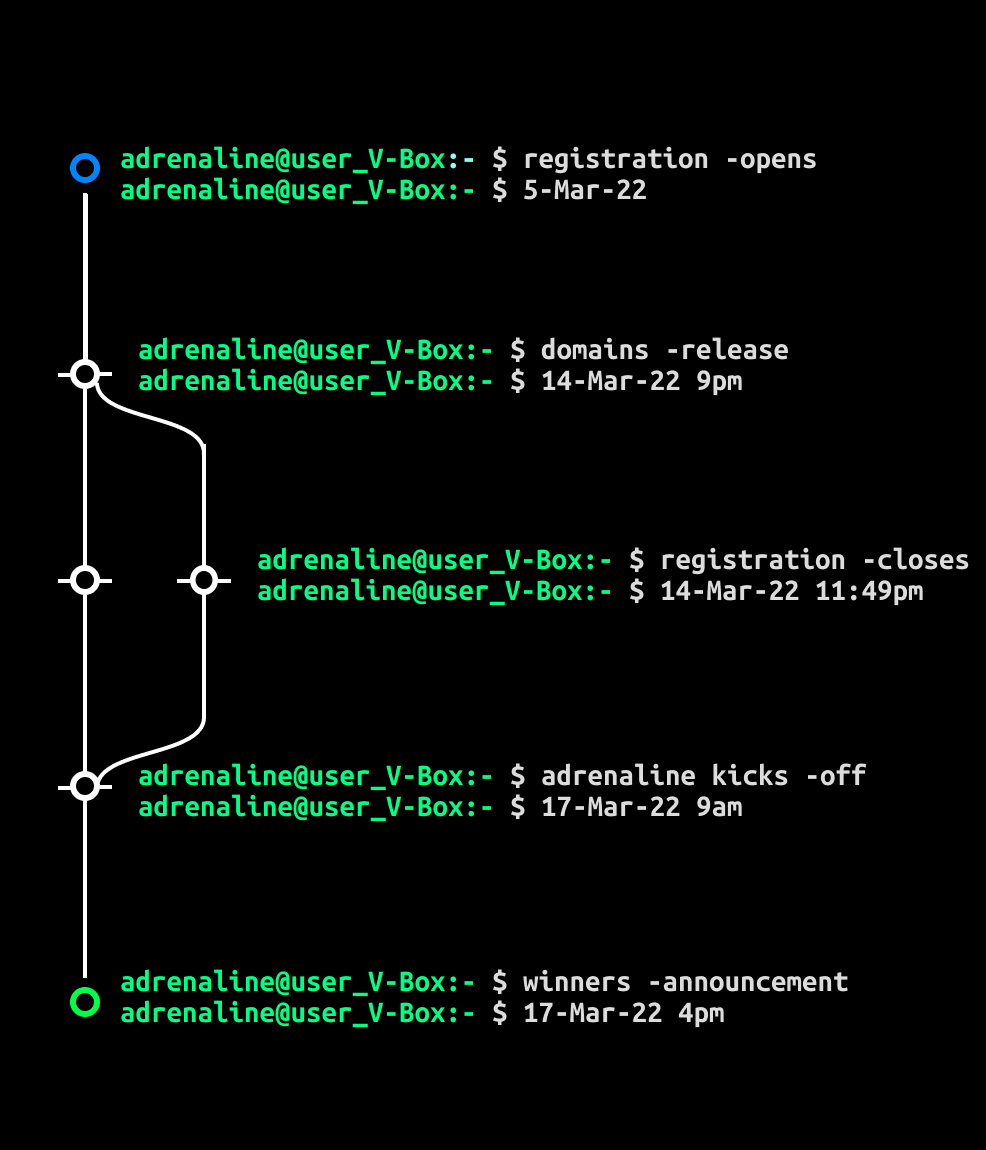 adrenaline@user_V-Box:- $ registration -opens
adrenaline@user_V-Box:- $ 5-Mar-22
adrenaline@user_V-Box:- $ domains -release
adrenaline@user_V-Box:- $ 14-Mar-22 9pm
adrenaline@user_V-Box:- $ registration -closes
adrenaline@user_V-Box:- $ 14-Mar-22 11:49pm
adrenaline@user_V-Box:- $ adrenaline kicks -off
adrenaline@user_V-Box:- $ 17-Mar-22 9am
adrenaline@user_V-Box:- $ winners -announcement
adrenaline@user_V-Box:- $ 17-Mar-22 4pm